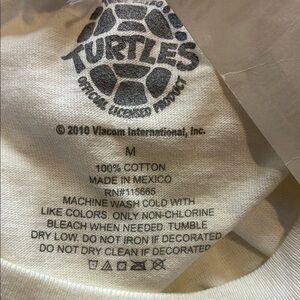 TURTLES
OFFICIAL LICENSED PRODUCT
© 2010 Viacom International, Inc.
M
100% COTTON
MADE IN MEXICO
RN#115665
MACHINE WASH COLD WITH
LIKE COLORS. ONLY NON-CHLORINE
BLEACH WHEN NEEDED. TUMBLE
DRY LOW. DO NOT IRON IF DECORATED
DO NOT DRY CLEAN IF DECORATED